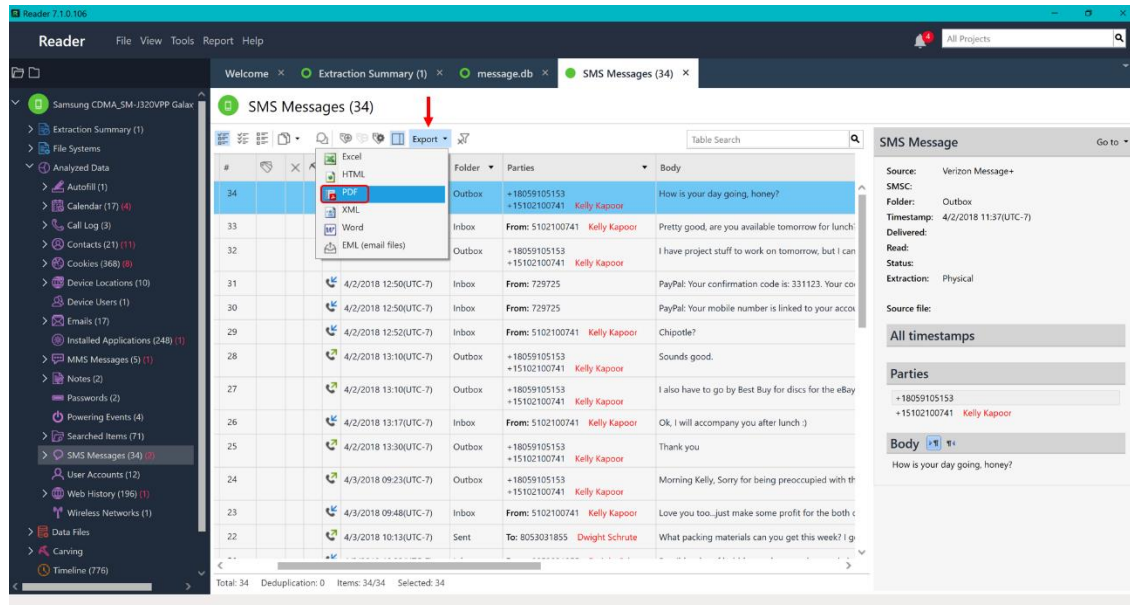 Reader 7.1.0.106
Reader File View Tools Report Help
4
All Projects
Welcome × Extraction Summary (1) × message.db × SMS Messages (34) ×
Samsung CDMA_SM-J320VPP Galax
Extraction Summary (1)
File Systems
Analyzed Data
Autofill (1)
Calendar (17) (4)
Call Log (3)
Contacts (21) (11)
Cookies (368) (8)
Device Locations (10)
Device Users (1)
Emails (17)
Installed Applications (248) (1)
MMS Messages (5) (1)
Notes (2)
Passwords (2)
Powering Events (4)
Searched Items (71)
SMS Messages (34) (2)
User Accounts (12)
Web History (196) (1)
Wireless Networks (1)
Data Files
Carving
Timeline (776)
SMS Messages (34)
Export
Table Search
Excel
HTML
PDF
XML
Word
EML (email files)
# Folder Parties Body
34 Outbox +18059105153 How is your day going, honey?
+15102100741 Kelly Kapoor
33 Inbox From: 5102100741 Kelly Kapoor Pretty good, are you available tomorrow for lunch
32 Outbox +18059105153 I have project stuff to work on tomorrow, but I can
+15102100741 Kelly Kapoor
31 4/2/2018 12:50(UTC-7) Inbox From: 729725 PayPal: Your confirmation code is: 331123. Your co
30 4/2/2018 12:50(UTC-7) Inbox From: 729725 PayPal: Your mobile number is linked to your accou
29 4/2/2018 12:52(UTC-7) Inbox From: 5102100741 Kelly Kapoor Chipotle?
28 4/2/2018 13:10(UTC-7) Outbox +18059105153 Sounds good.
+15102100741 Kelly Kapoor
27 4/2/2018 13:10(UTC-7) Outbox +18059105153 I also have to go by Best Buy for discs for the eBay
+15102100741 Kelly Kapoor
26 4/2/2018 13:17(UTC-7) Inbox From: 5102100741 Kelly Kapoor Ok, I will accompany you after lunch :)
25 4/2/2018 13:30(UTC-7) Outbox +18059105153 Thank you
+15102100741 Kelly Kapoor
24 4/3/2018 09:23(UTC-7) Outbox +18059105153 Morning Kelly, Sorry for being preoccupied with th
+15102100741 Kelly Kapoor
23 4/3/2018 09:48(UTC-7) Inbox From: 5102100741 Kelly Kapoor Love you too...just make some profit for the both
22 4/3/2018 10:13(UTC-7) Sent To: 8053031855 Dwight Schrute What packing materials can you get this week? I g
Total: 34 Deduplication: 0 Items: 34/34 Selected: 34
SMS Message Go to
Source: Verizon Message+
SMSC:
Folder: Outbox
Timestamp: 4/2/2018 11:37(UTC-7)
Delivered:
Read:
Status:
Extraction: Physical
Source file:
All timestamps
Parties
+18059105153
+15102100741 Kelly Kapoor
Body
How is your day going, honey?